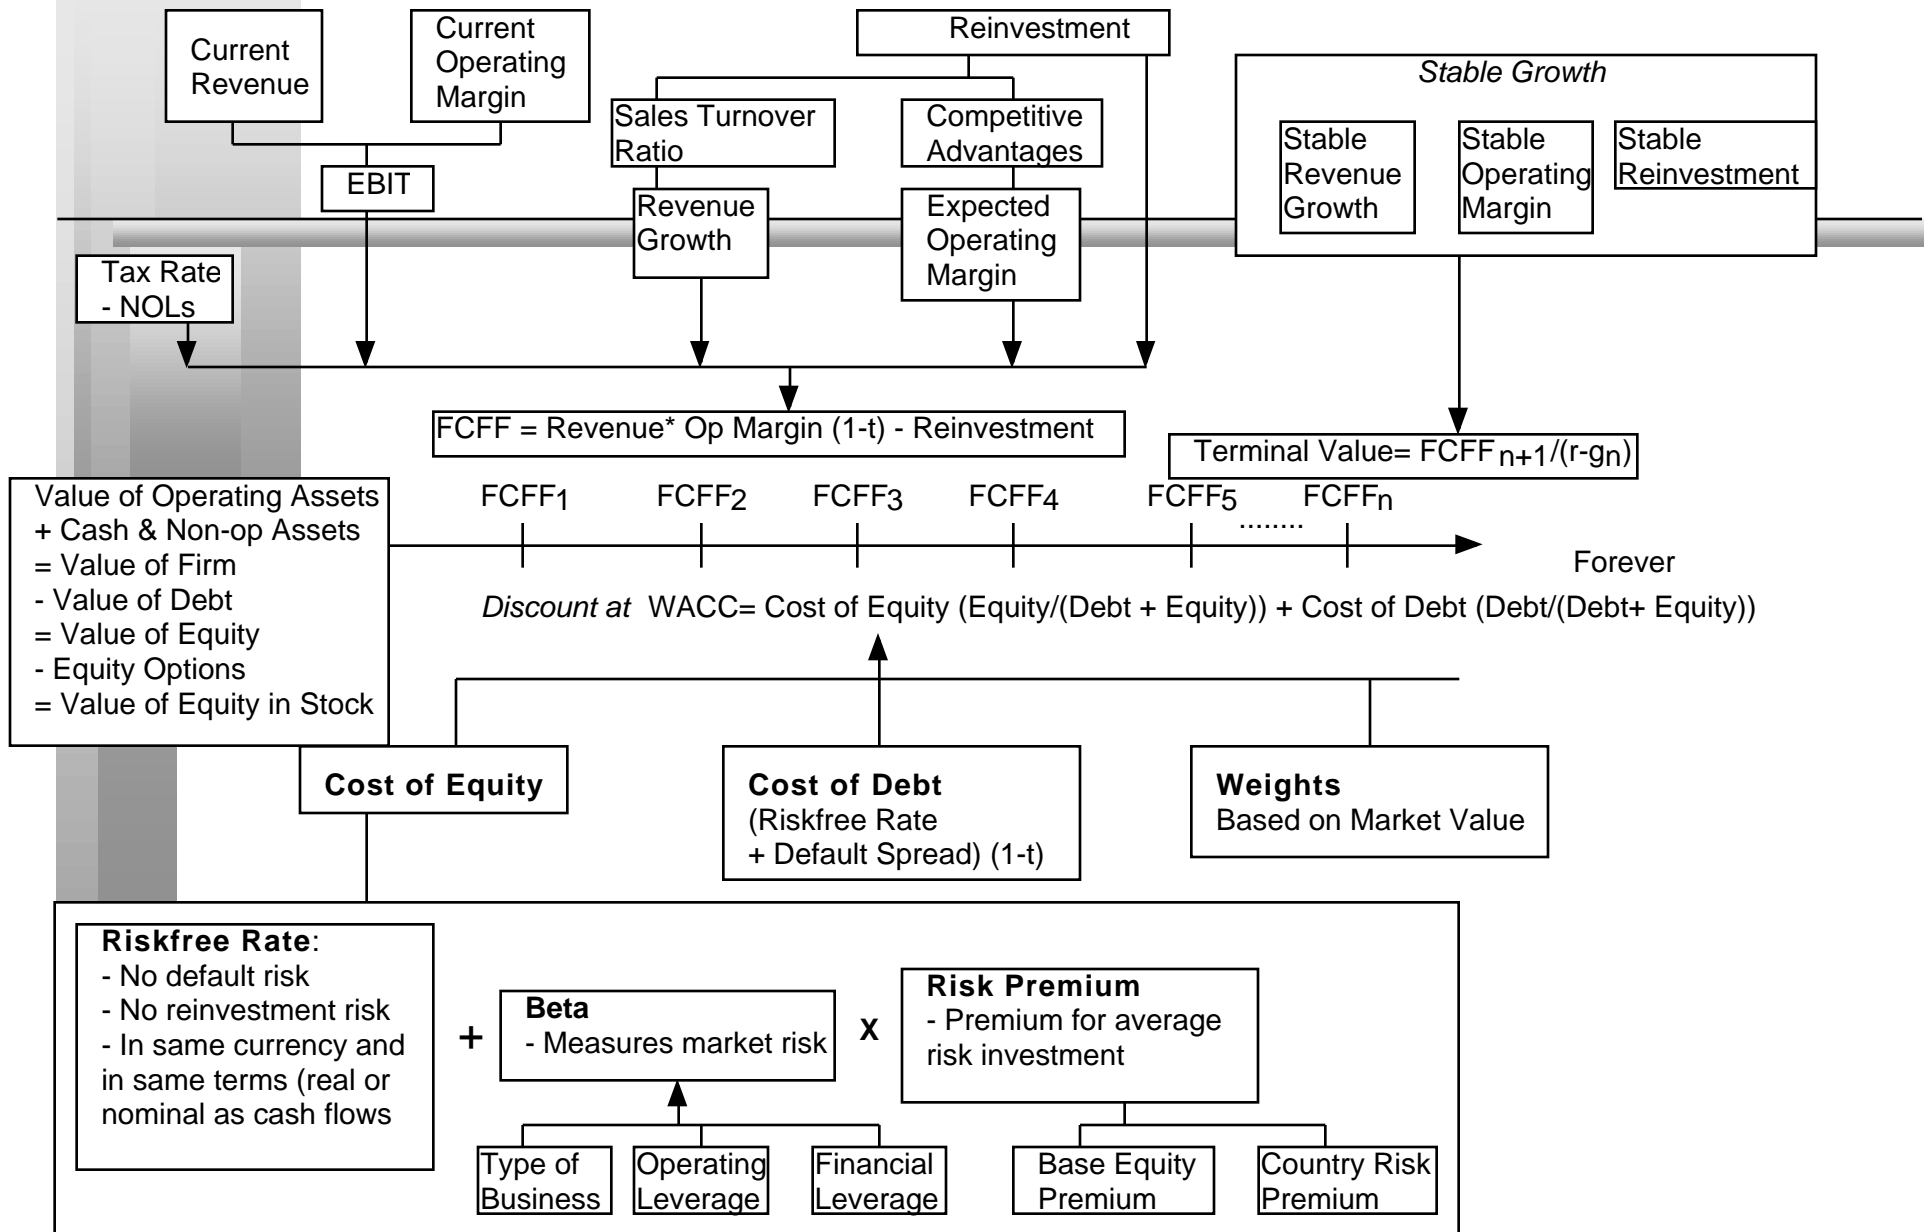 Current
Revenue
Current
Operating
Margin
Reinvestment
Stable Growth
Sales Turnover
Ratio
Competitive
Advantages
Stable
Revenue
Growth
Stable
Operating
Margin
Stable
Reinvestment
EBIT
Revenue
Growth
Expected
Operating
Margin
Tax Rate
- NOLs
FCFF = Revenue* Op Margin (1-t) - Reinvestment
Terminal Value= FCFF n+1/(r-gn)
Value of Operating Assets
+ Cash & Non-op Assets
= Value of Firm
- Value of Debt
= Value of Equity
- Equity Options
= Value of Equity in Stock
FCFF1 FCFF2 FCFF3 FCFF4 FCFF5 ........ FCFFn
Forever
Discount at WACC= Cost of Equity (Equity/(Debt + Equity)) + Cost of Debt (Debt/(Debt+ Equity))
Cost of Equity
Cost of Debt
(Riskfree Rate
+ Default Spread) (1-t)
Weights
Based on Market Value
Riskfree Rate:
- No default risk
- No reinvestment risk
- In same currency and
in same terms (real or
nominal as cash flows
+
Beta
- Measures market risk
X
Risk Premium
- Premium for average
risk investment
Type of
Business
Operating
Leverage
Financial
Leverage
Base Equity
Premium
Country Risk
Premium